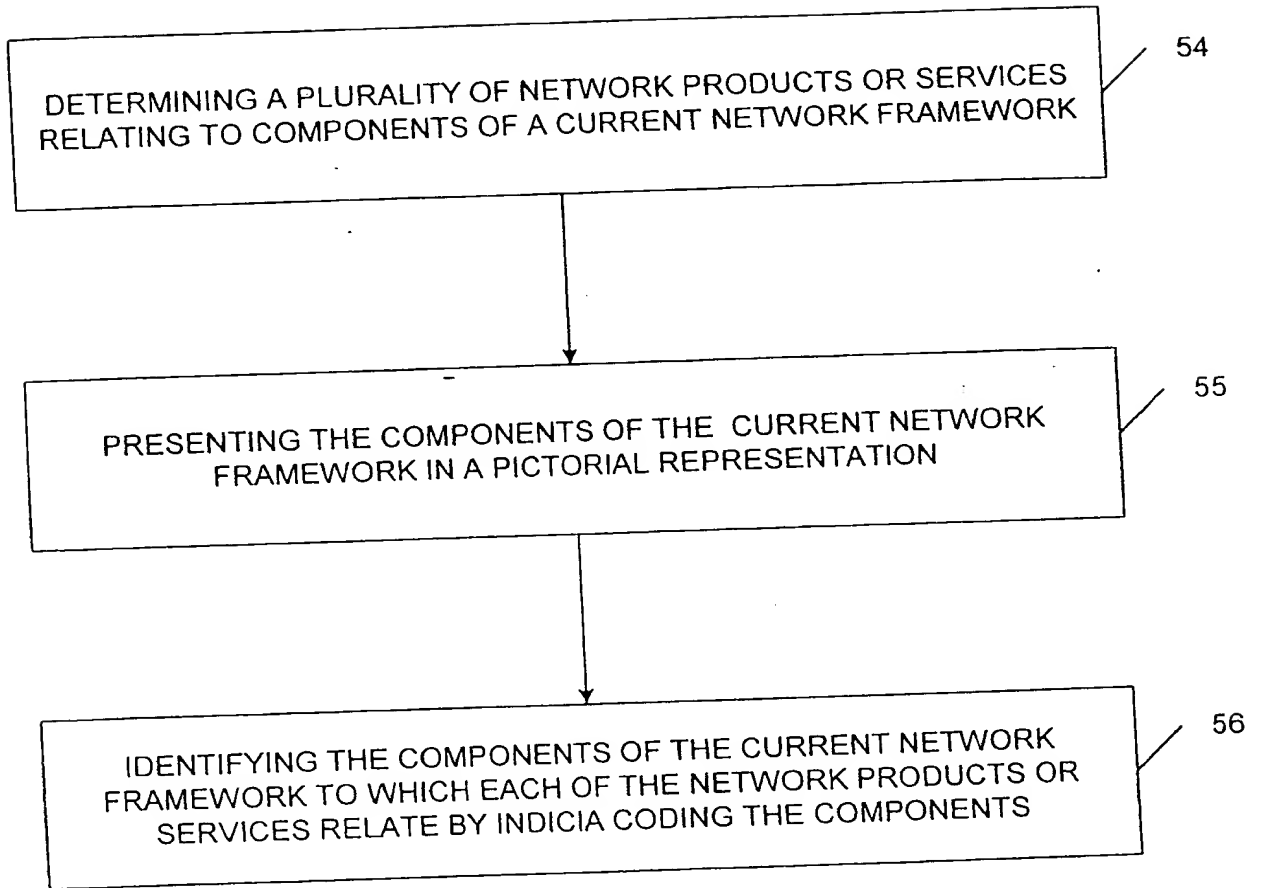 DETERMINING A PLURALITY OF NETWORK PRODUCTS OR SERVICES
RELATING TO COMPONENTS OF A CURRENT NETWORK FRAMEWORK
54
PRESENTING THE COMPONENTS OF THE CURRENT NETWORK
FRAMEWORK IN A PICTORIAL REPRESENTATION
55
IDENTIFYING THE COMPONENTS OF THE CURRENT NETWORK
FRAMEWORK TO WHICH EACH OF THE NETWORK PRODUCTS OR
SERVICES RELATE BY INDICIA CODING THE COMPONENTS
56